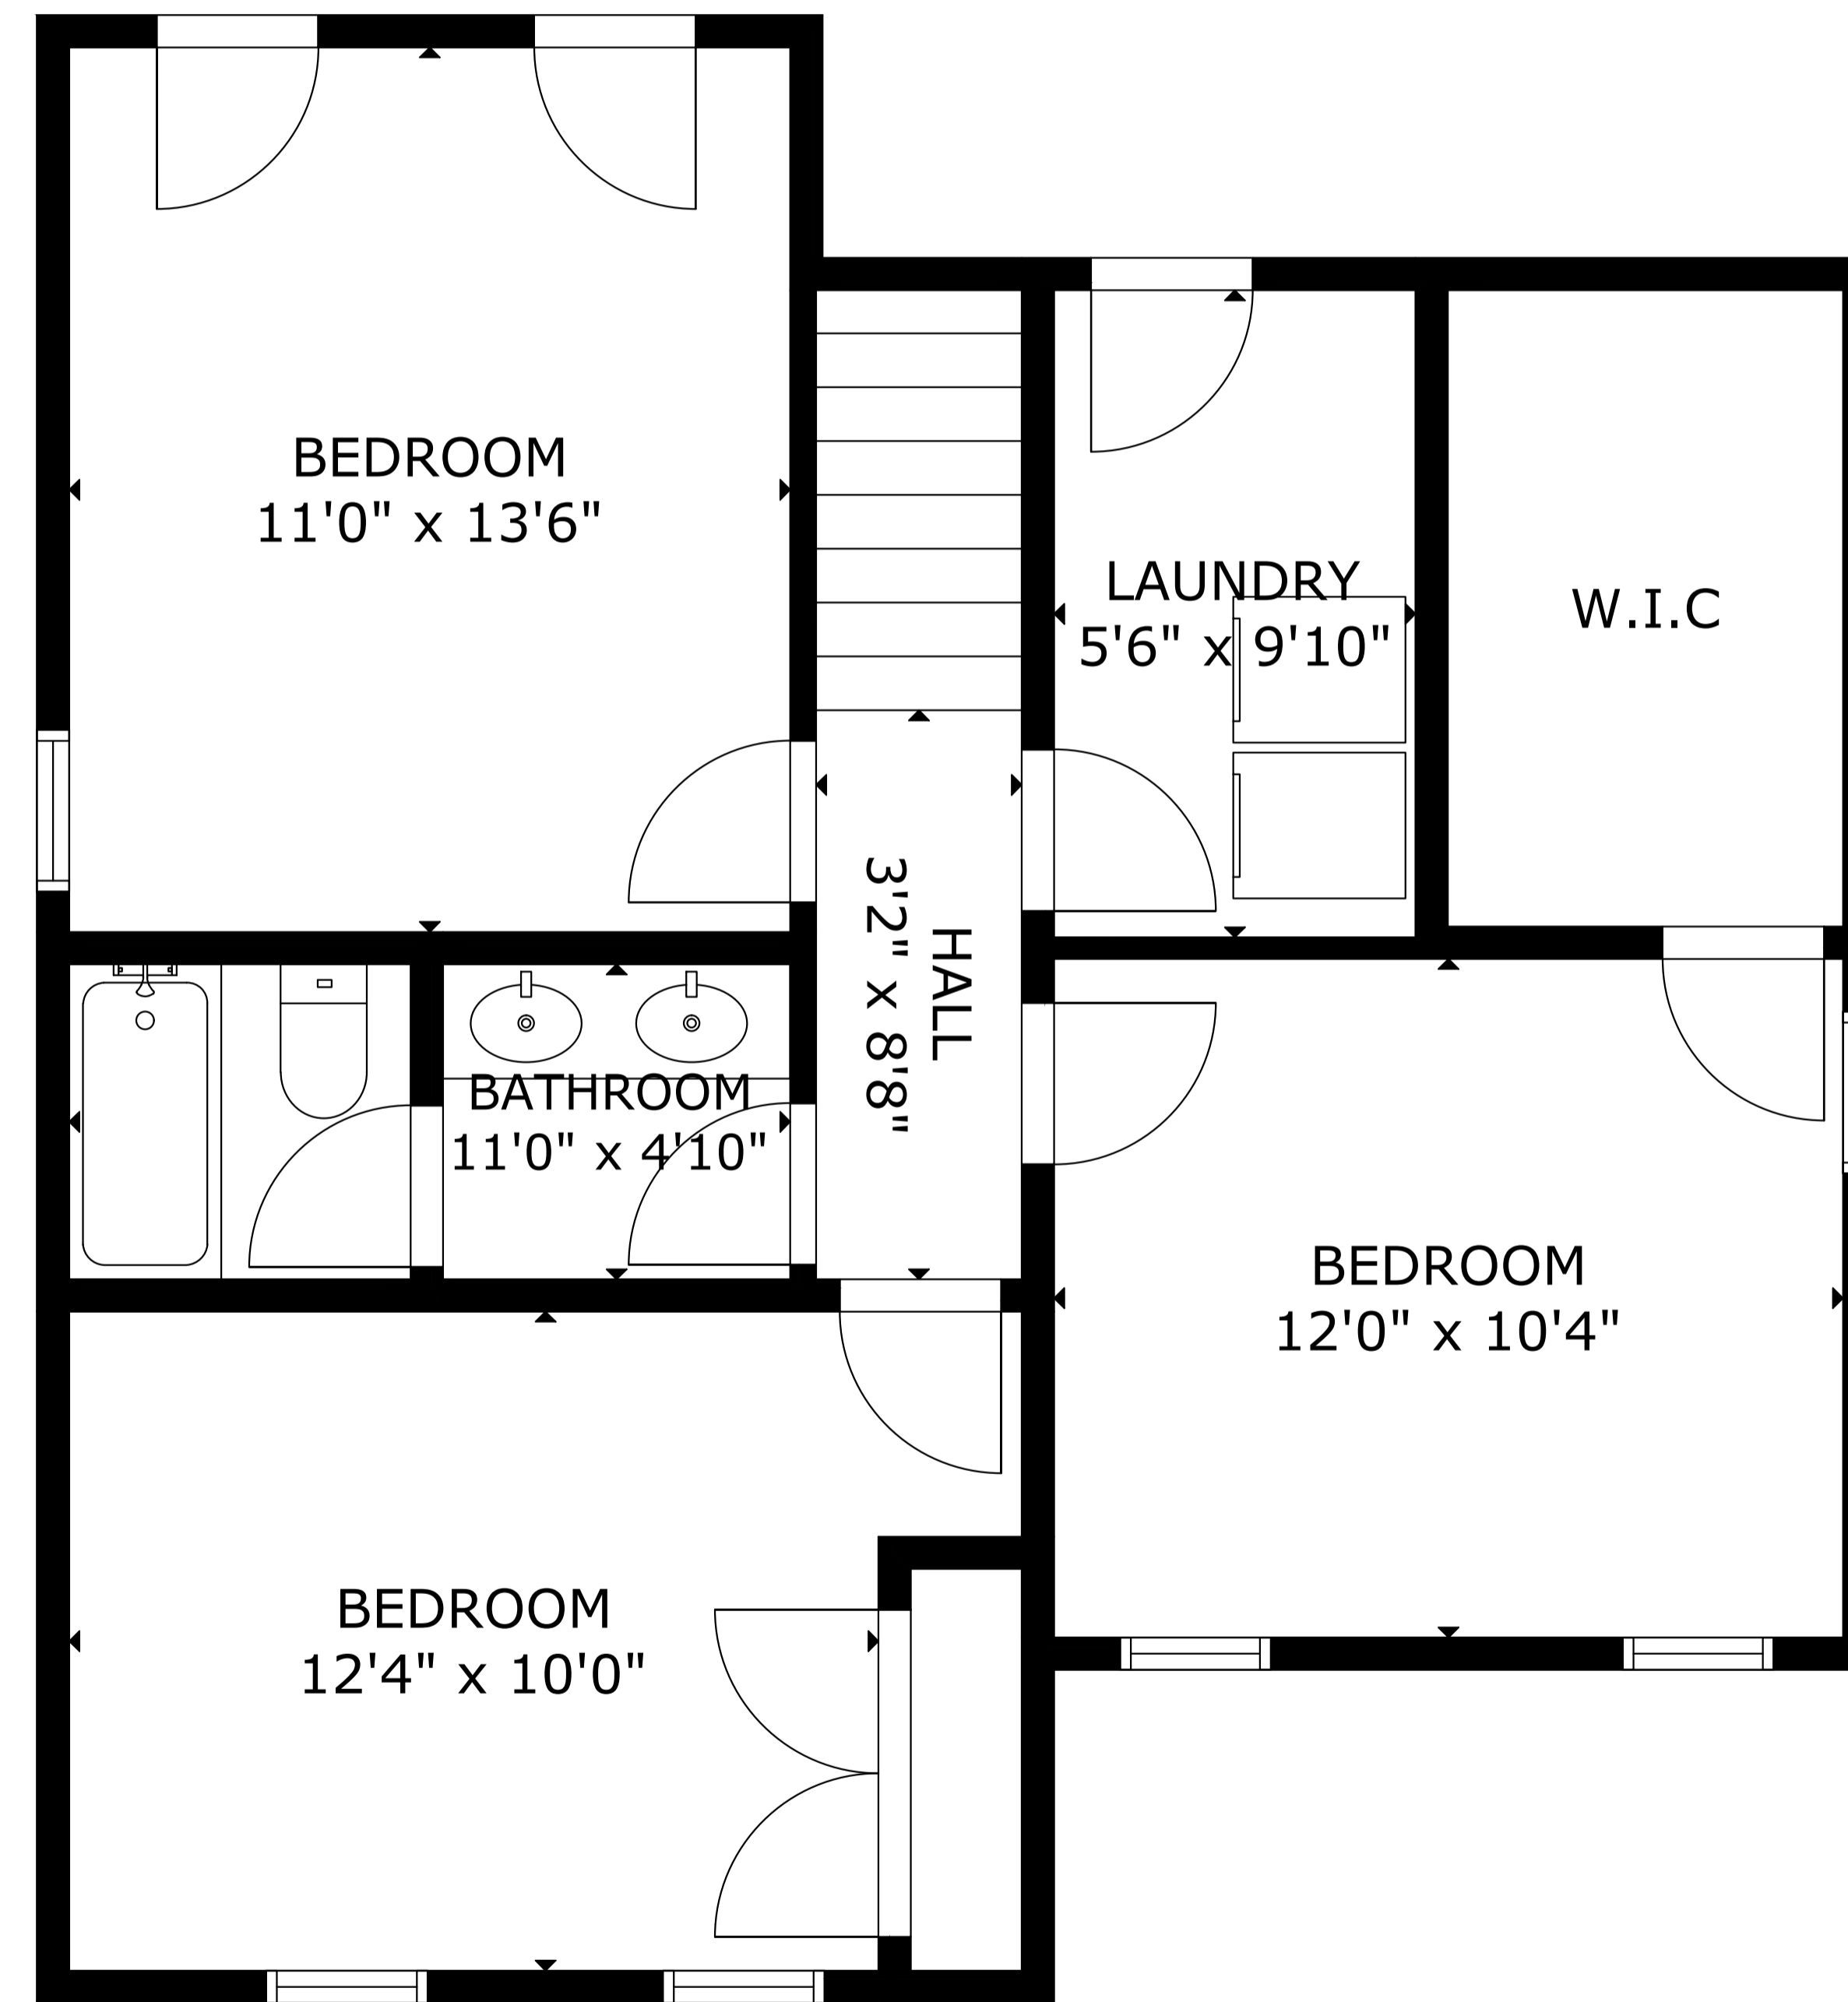 BEDROOM
11'0" x 13'6"
LAUNDRY
5'6" x 9'10"
W.I.C
HALL
3'2" x 8'8"
BATHROOM
11'0" x 4'10"
BEDROOM
12'0" x 10'4"
BEDROOM
12'4" x 10'0"